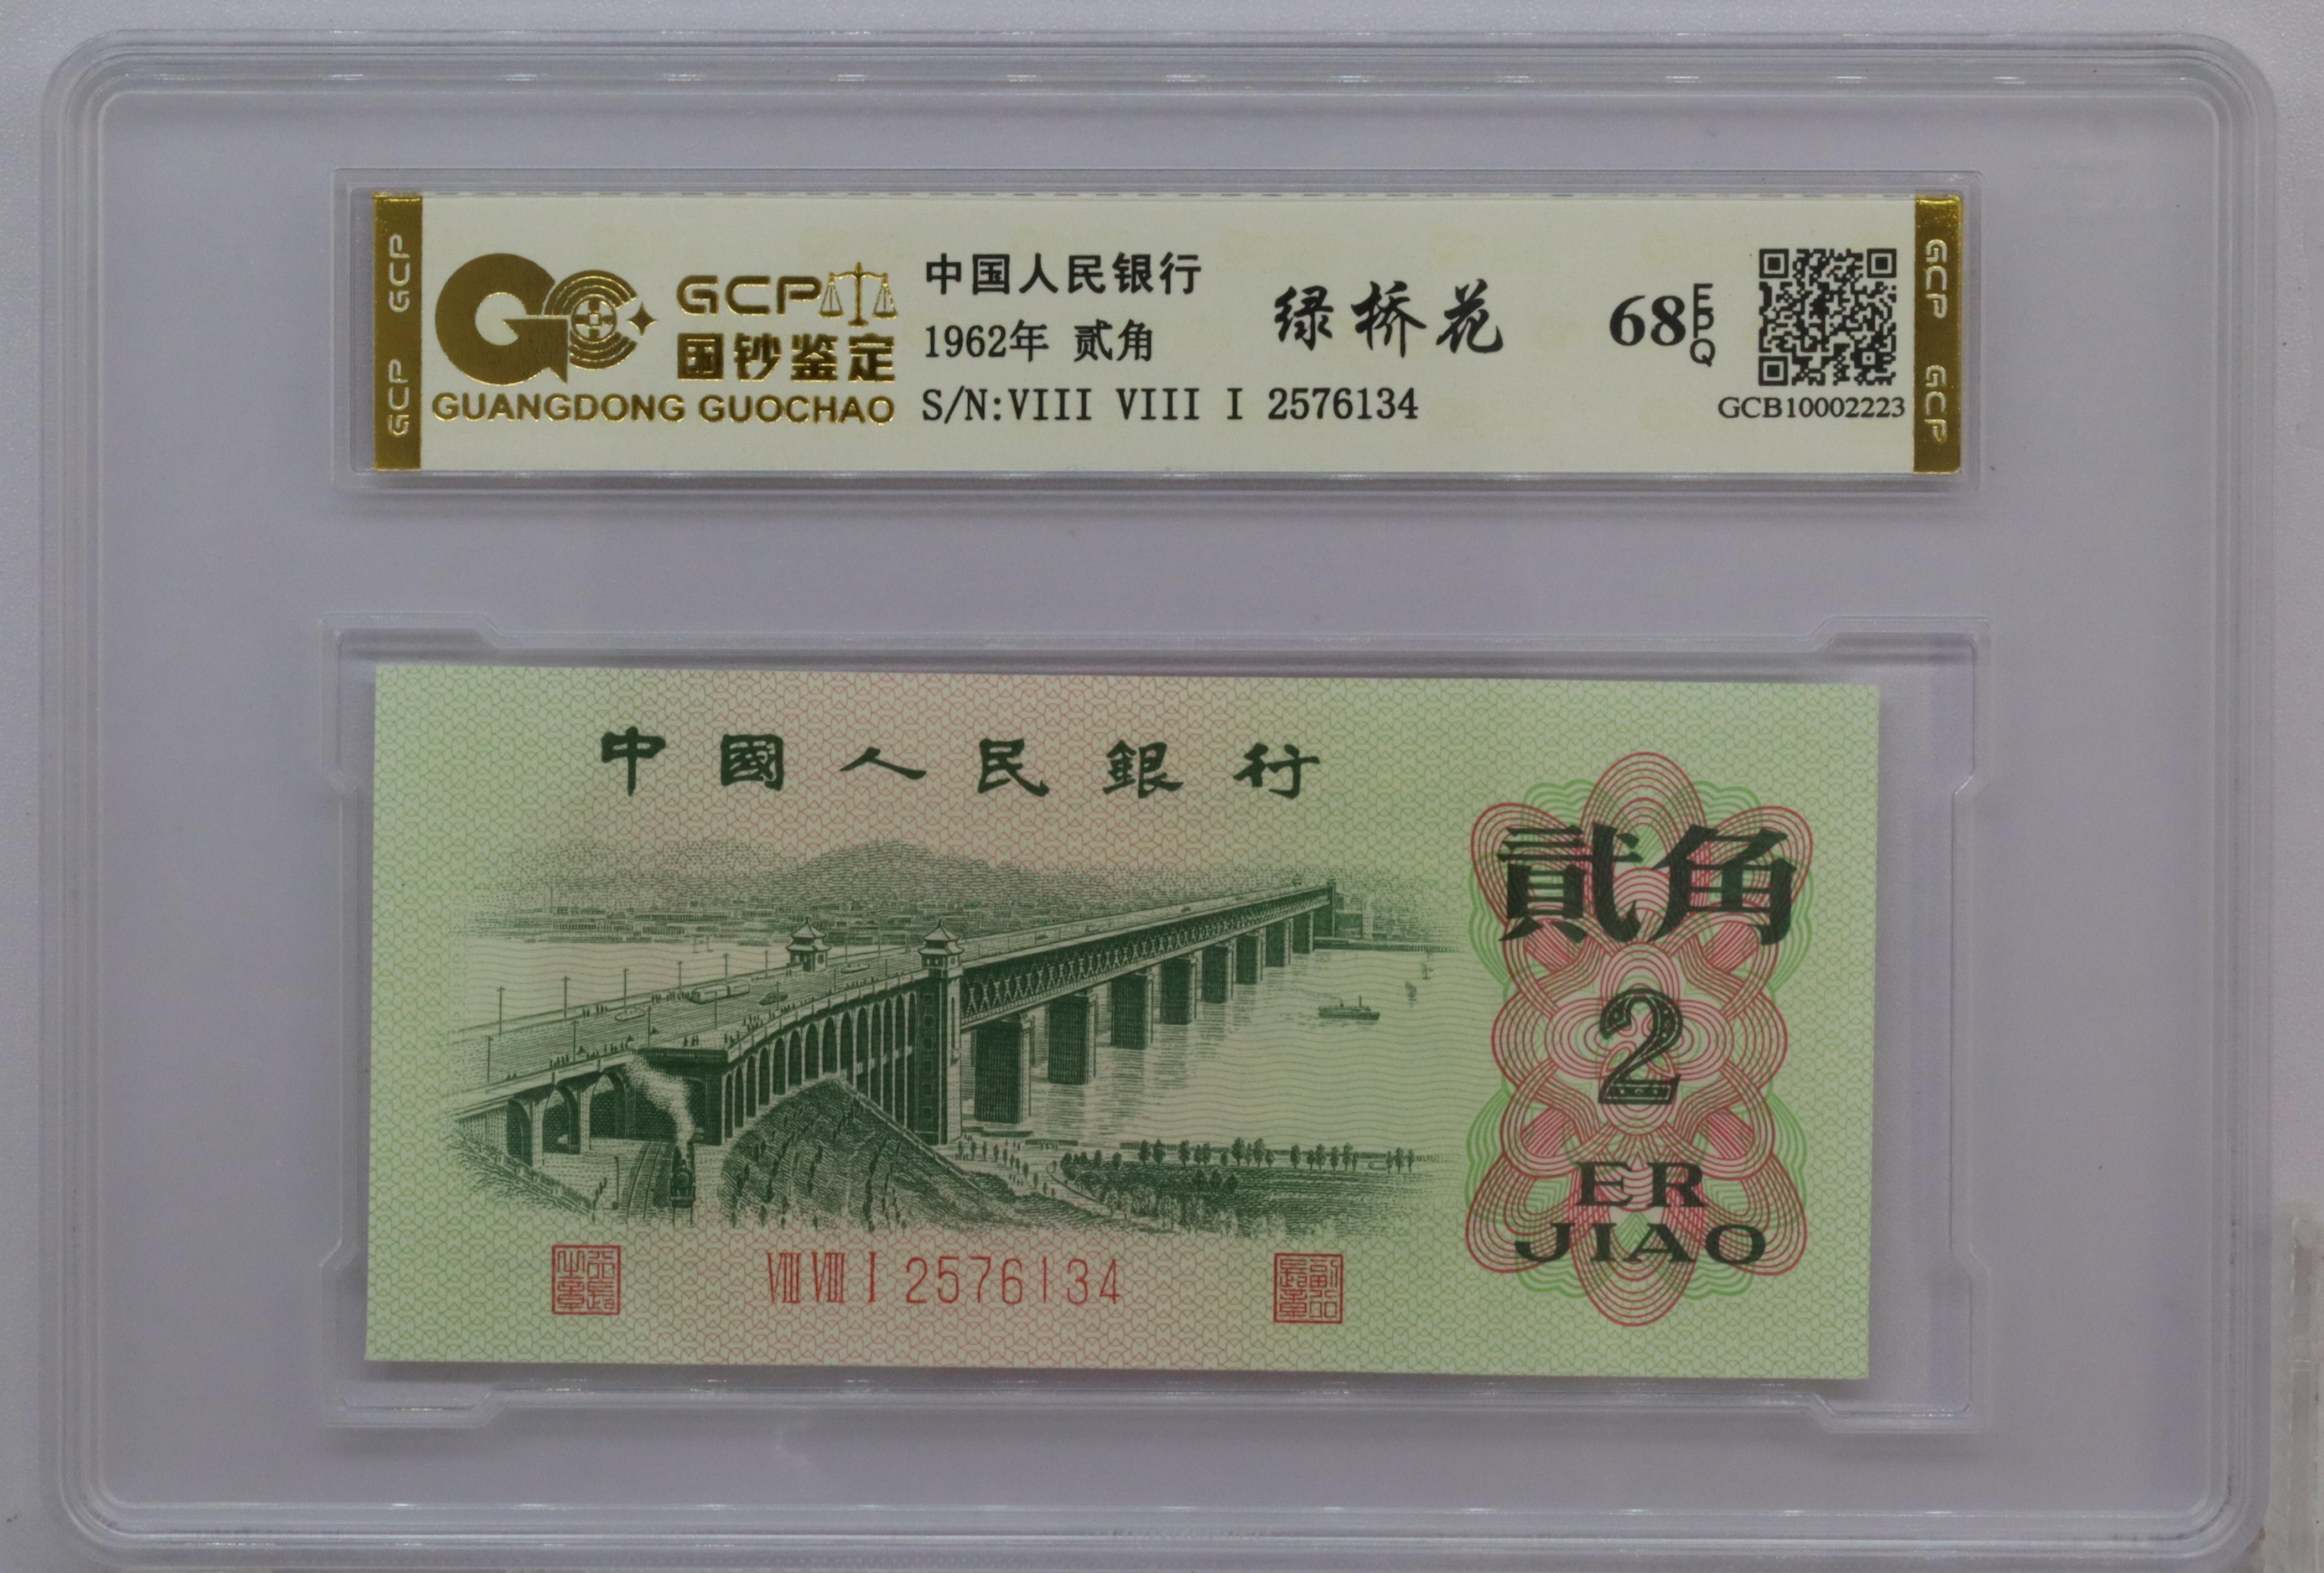 GCP GCP
GCP
国钞鉴定
GUANGDONG GUOCHAO
中国人民银行
1962年 贰角
S/N:VIII VIII I 2576134
绿桥花
68 EPQ
GCB10002223
GCP GCP
中國人民銀行
貳角
2
ER
JIAO
VIII VIII I 2576134